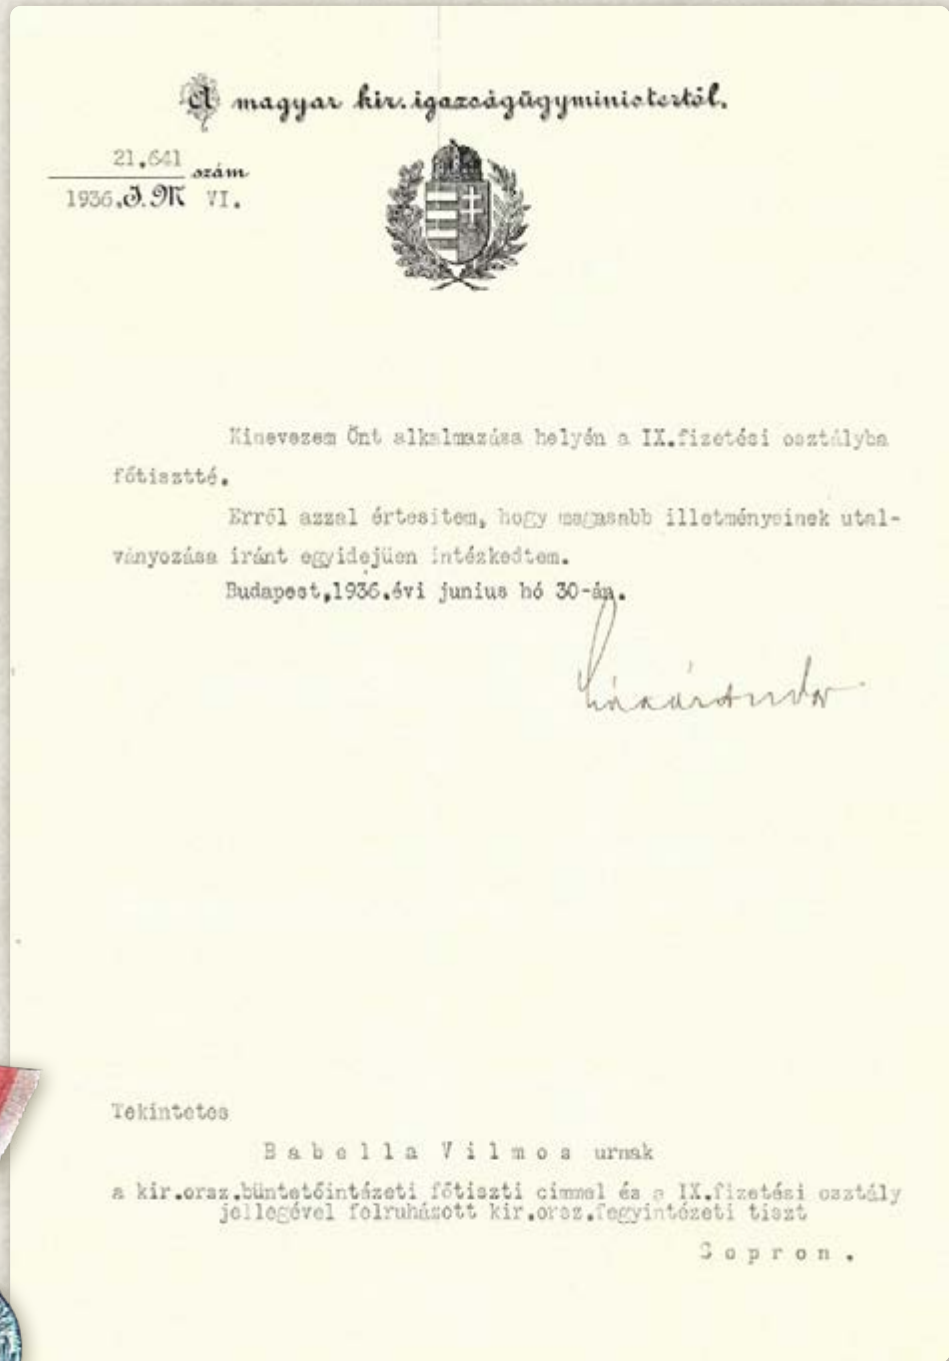 A magyar kir. igazságügyministertől.
21.641 szám
1936. I. M VI.
Kinevezem Önt alkalmazása helyén a IX.fizetési osztályba
főtisztté.
Erről azzal értesitem, hogy magasabb illetményeinek utal-
ványozása iránt egyidejüen intézkedtem.
Budapest,1936.évi junius hó 30-án.
Lázár Andor
Tekintetes
Babella Vilmos urnak
a kir.orsz.büntetőintézeti főtiszti cimmel és a IX.fizetési osztály
jellegével felruházott kir.orsz.fegyintézeti tiszt
Sopron.